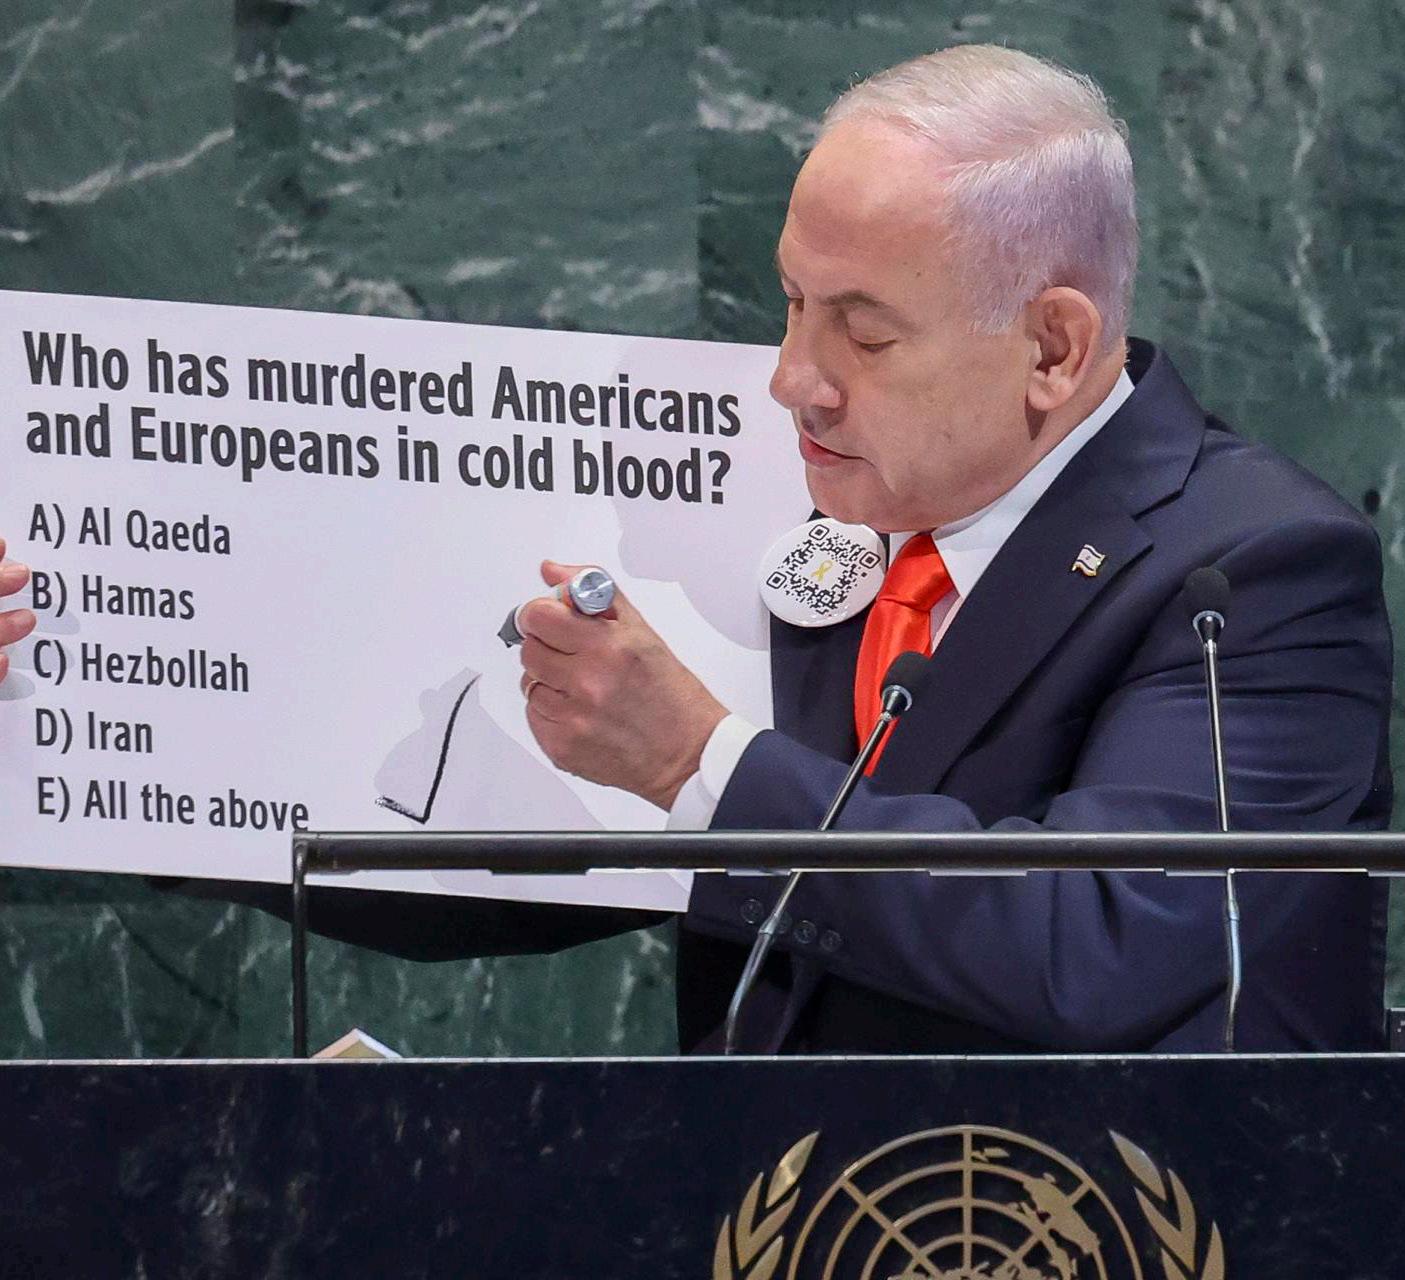 Who has murdered Americans
and Europeans in cold blood?
A) Al Qaeda
B) Hamas
C) Hezbollah
D) Iran
E) All the above